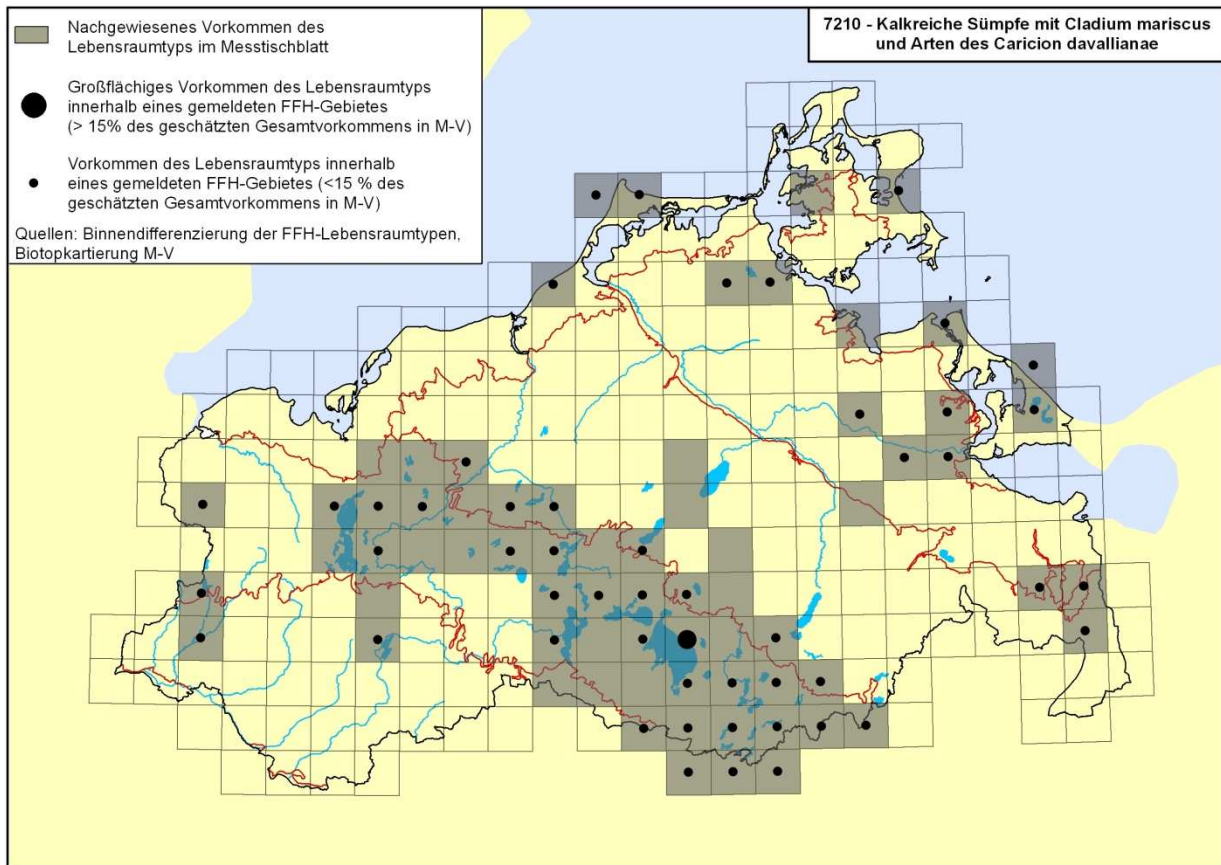 Nachgewiesenes Vorkommen des
Lebensraumtyps im Messtischblatt
Großflächiges Vorkommen des Lebensraumtyps
innerhalb eines gemeldeten FFH-Gebietes
(> 15% des geschätzten Gesamtvorkommens in M-V)
Vorkommen des Lebensraumtyps innerhalb
eines gemeldeten FFH-Gebietes (<15 % des
geschätzten Gesamtvorkommens in M-V)
Quellen: Binnendifferenzierung der FFH-Lebensraumtypen,
Biotopkartierung M-V
7210 - Kalkreiche Sümpfe mit Cladium mariscus
und Arten des Caricion davallianae